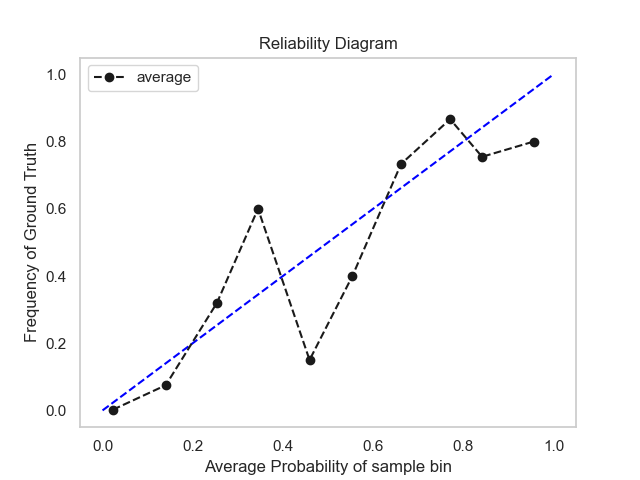 Reliability Diagram
average
Frequency of Ground Truth
1.0
0.8
0.6
0.4
0.2
0.0
0.0 0.2 0.4 0.6 0.8 1.0
Average Probability of sample bin